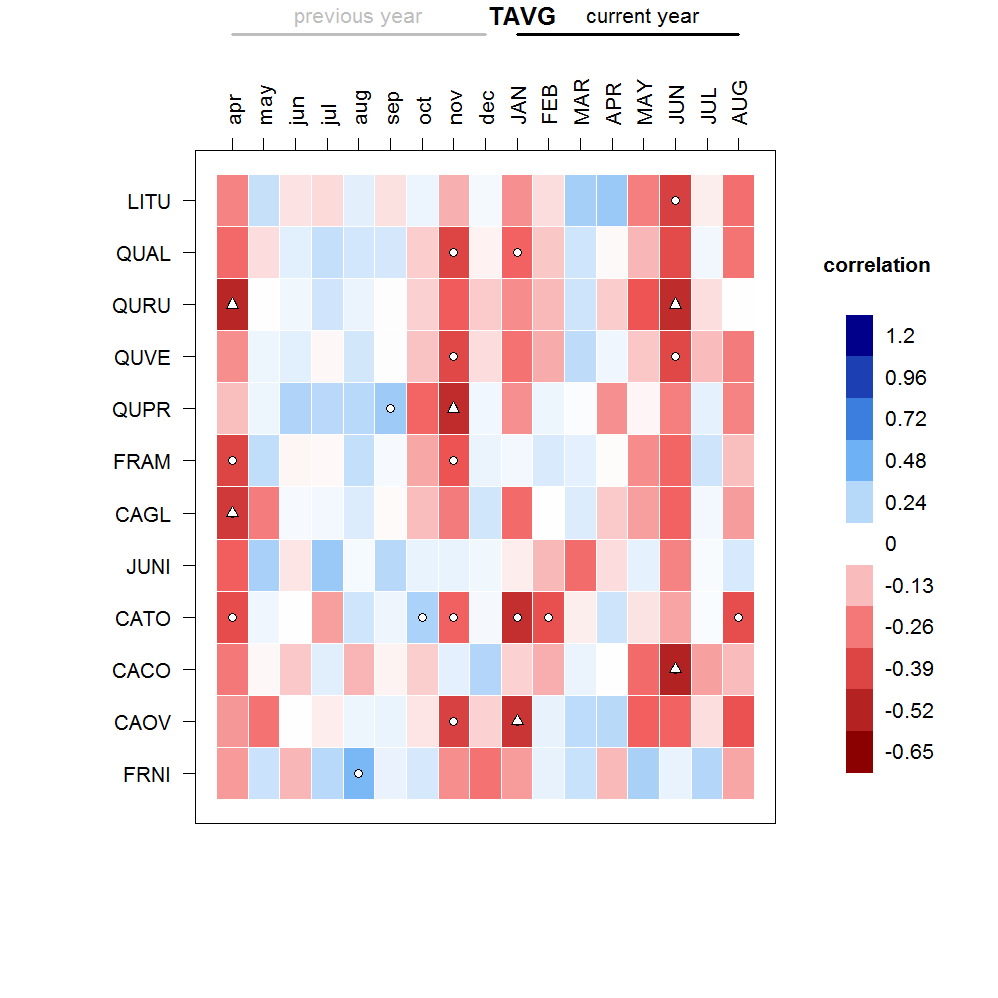 previous year TAVG current year
apr may jun jul aug sep oct nov dec JAN FEB MAR APR MAY JUN JUL AUG
LITU
QUAL
QURU
QUVE
QUPR
FRAM
CAGL
JUNI
CATO
CACO
CAOV
FRNI
correlation
1.2
0.96
0.72
0.48
0.24
0
-0.13
-0.26
-0.39
-0.52
-0.65